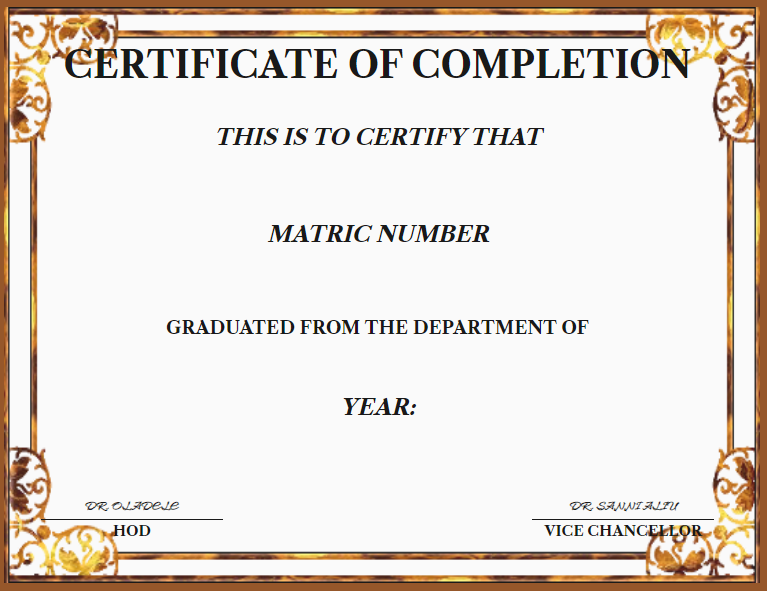 CERTIFICATE OF COMPLETION
THIS IS TO CERTIFY THAT
MATRIC NUMBER
GRADUATED FROM THE DEPARTMENT OF
YEAR:
DR. OLADELE
DR. SANNI ALIU
HOD
VICE CHANCELLOR